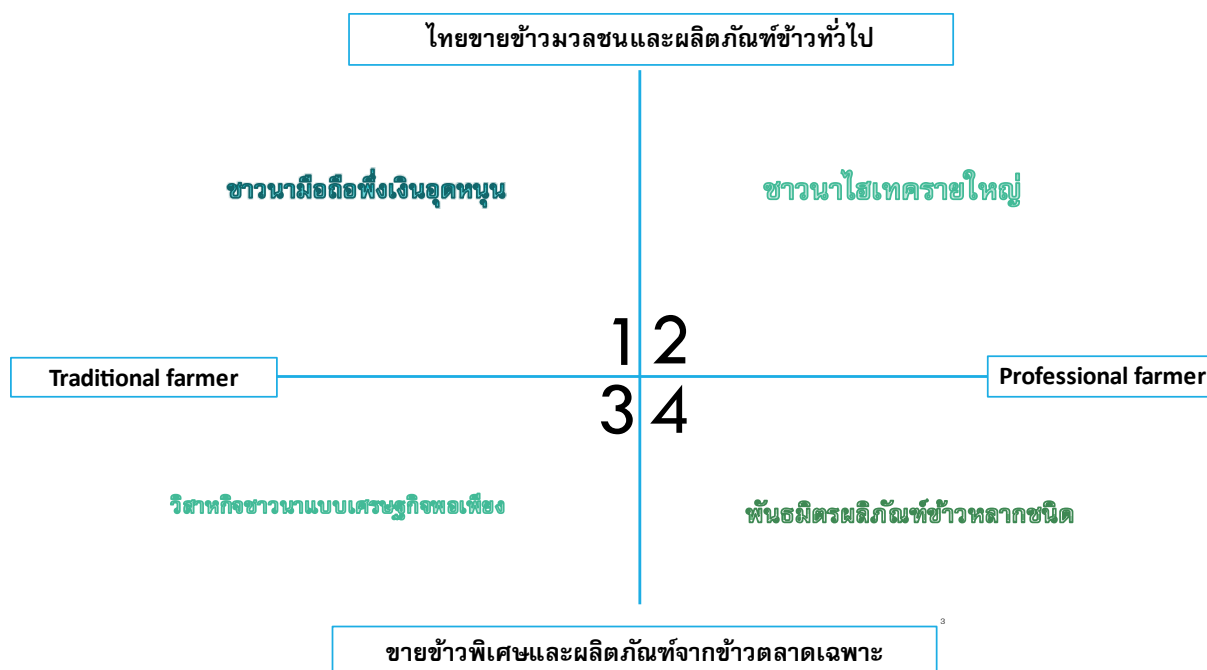 ไทยขายข้าวมวลชนและผลิตภัณฑ์ข้าวทั่วไป
ชาวนามือถือพึ่งเงินอุดหนุน
ชาวนาไฮเทครายใหญ่
1 2
Traditional farmer
Professional farmer
3 4
วิสาหกิจชาวนาแบบเศรษฐกิจพอเพียง
พันธมิตรผลิภัณฑ์ข้าวหลากชนิด
3
ขายข้าวพิเศษและผลิตภัณฑ์จากข้าวตลาดเฉพาะ